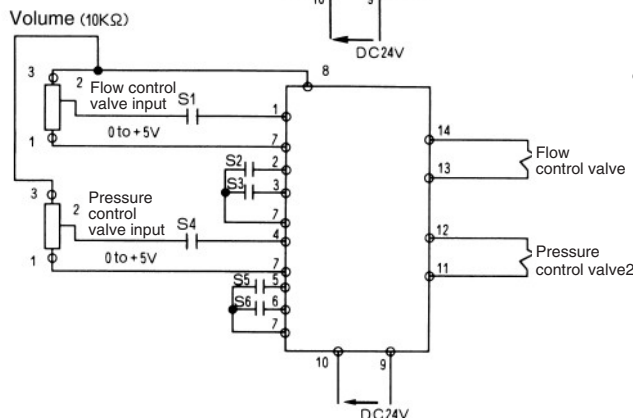 10 9
DC24V
Volume (10KΩ)
8
3
2 Flow control
valve input
S1
1
0 to +5V
1
7
S2
2
S3
3
7
3
2 Pressure
control
valve input
S4
4
0 to +5V
1
7
S5
5
S6
6
7
14
Flow
control valve
13
12
Pressure
control valve2
11
10 9
DC24V